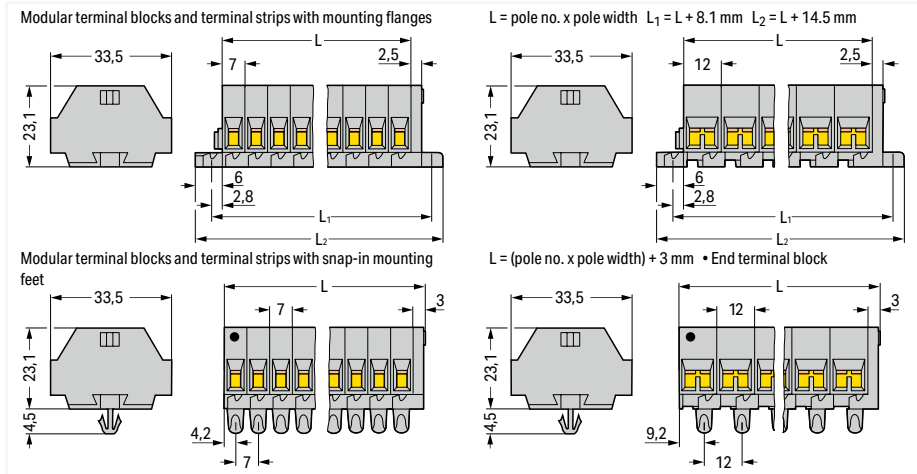 Modular terminal blocks and terminal strips with mounting flanges
L = pole no. x pole width L₁ = L + 8.1 mm L₂ = L + 14.5 mm
33,5
L
7
2,5
23,1
6
2,8
L₁
L₂
33,5
L
12
2,5
23,1
6
2,8
L₁
L₂
Modular terminal blocks and terminal strips with snap-in mounting
feet
L = (pole no. x pole width) + 3 mm • End terminal block
33,5
L
7
3
23,1
4,5
4,2
7
33,5
L
12
3
23,1
4,5
9,2
12